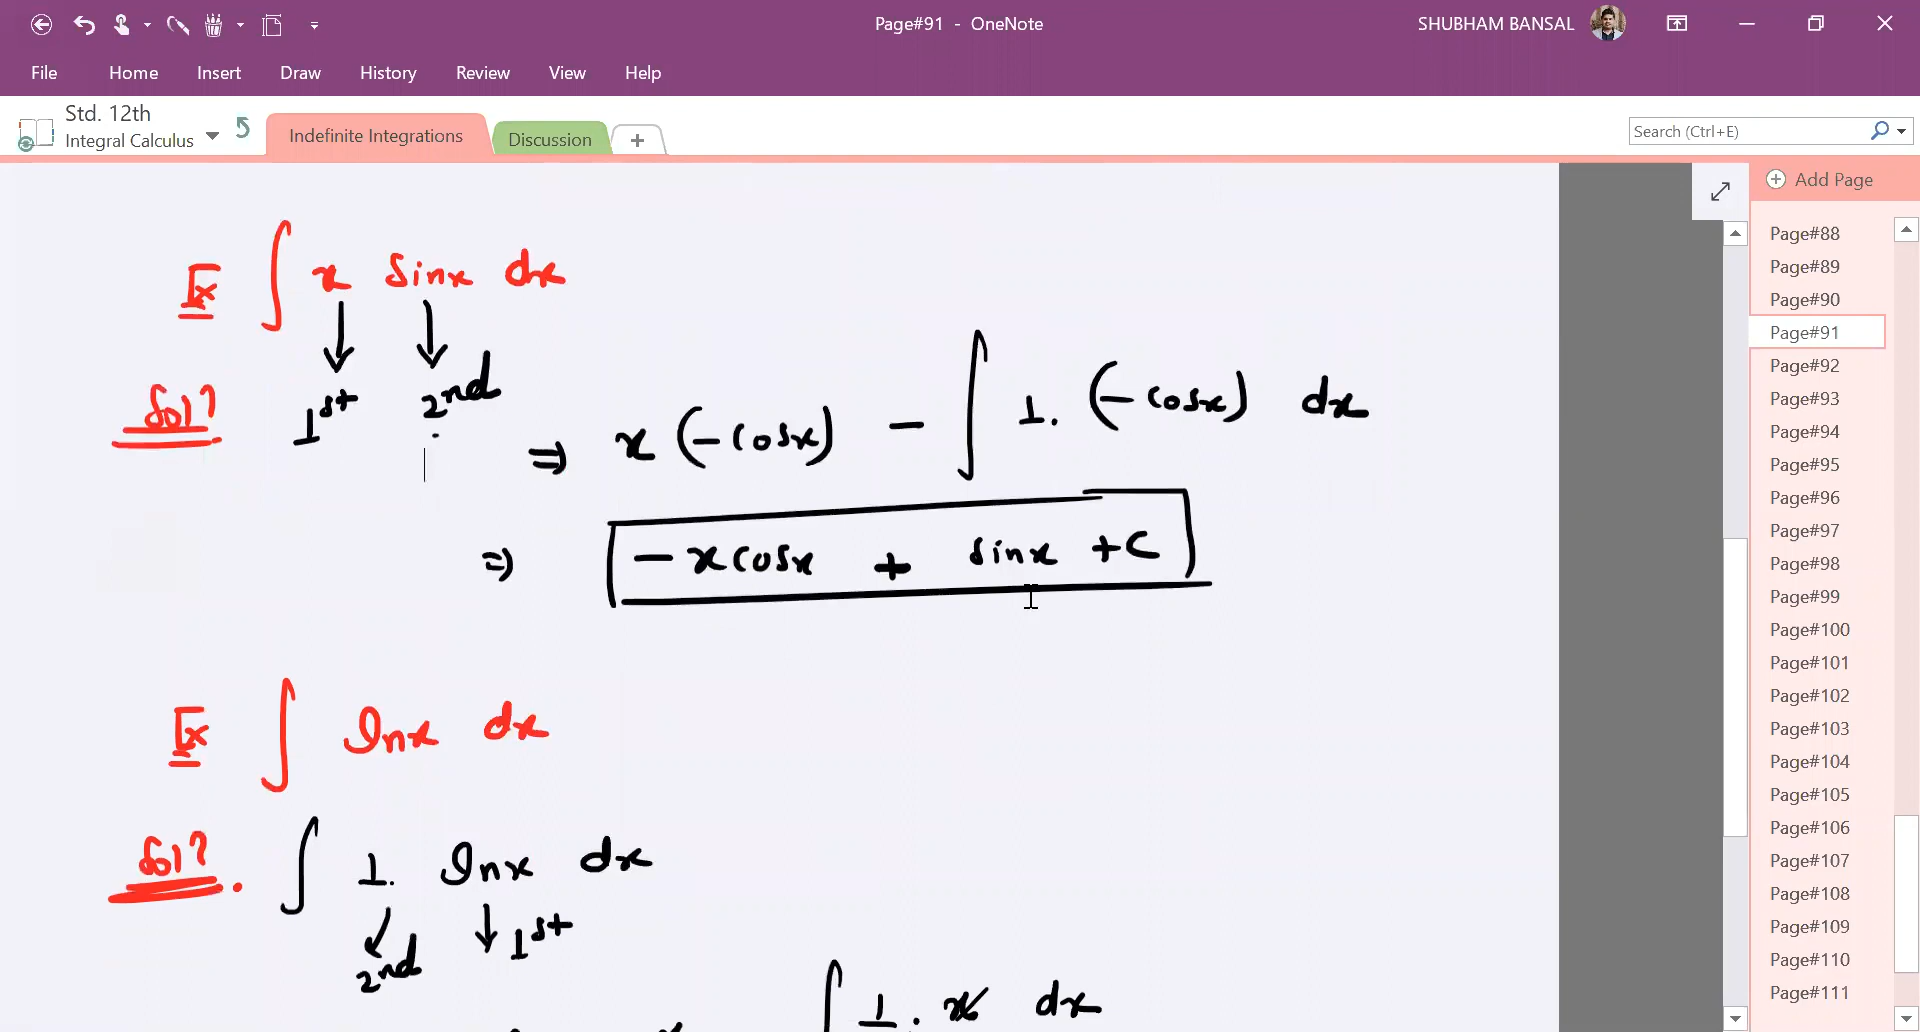 Page#91 - OneNote
SHUBHAM BANSAL
File Home Insert Draw History Review View Help
Std. 12th
Integral Calculus
Indefinite Integrations
Discussion
+
Search (Ctrl+E)
Add Page
Page#88
Page#89
Page#90
Page#91
Page#92
Page#93
Page#94
Page#95
Page#96
Page#97
Page#98
Page#99
Page#100
Page#101
Page#102
Page#103
Page#104
Page#105
Page#106
Page#107
Page#108
Page#109
Page#110
Page#111
Ex ∫ x sinx dx
Solⁿ 1st 2nd
⇒ x (-cosx) - ∫ 1. (-cosx) dx
⇒ -xcosx + sinx +C
Ex ∫ lnx dx
Solⁿ. ∫ 1. lnx dx
2nd 1st
∫ 1 . x dx